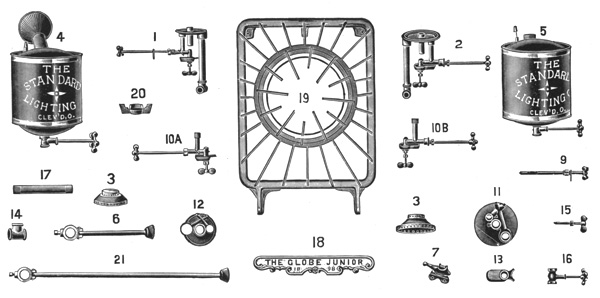 4
THE
STANDARD
LIGHTING
CLEV'D.O.
1
20
10A
19
2
10B
5
THE
STANDARD
LIGHTING C
CLEV'D.O.
9
17
3
14
6
12
21
18
THE GLOBE JUNIOR
1898
3
11
15
7
13
16